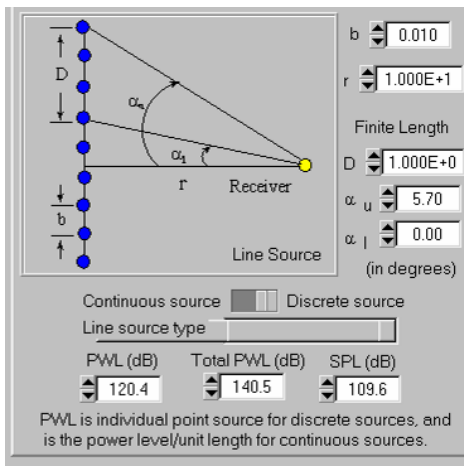 D
αu
α1
r
Receiver
b
Line Source
b 0.010
r 1.000E+1
Finite Length
D 1.000E+0
α u 5.70
α l 0.00
(in degrees)
Continuous source Discrete source
Line source type
PWL (dB) Total PWL (dB) SPL (dB)
120.4 140.5 109.6
PWL is individual point source for discrete sources, and
is the power level/unit length for continuous sources.